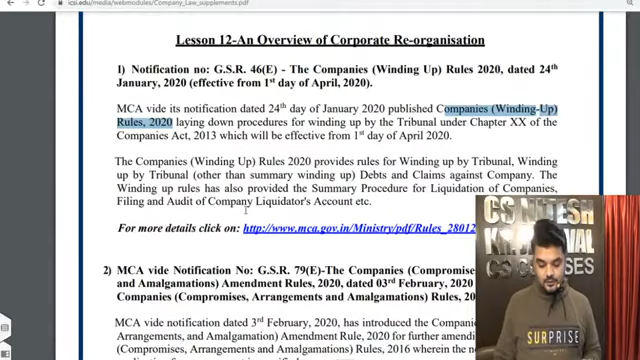 icsi.edu/media/webmodules/Company_Law_supplements.pdf
Lesson 12-An Overview of Corporate Re-organisation
1) Notification no: G.S.R. 46(E) - The Companies (Winding Up) Rules 2020, dated 24th
January, 2020 (effective from 1st day of April, 2020).
MCA vide its notification dated 24th day of January 2020 published Companies (Winding-Up)
Rules, 2020 laying down procedures for winding up by the Tribunal under Chapter XX of the
Companies Act, 2013 which will be effective from 1st day of April 2020.
The Companies (Winding Up) Rules 2020 provides rules for Winding up by Tribunal, Winding
up by Tribunal (other than summary winding up) Debts and Claims against Company. The
Winding up rules has also provided the Summary Procedure for Liquidation of Companies,
Filing and Audit of Company Liquidator's Account etc.
For more details click on: http://www.mca.gov.in/Ministry/pdf/Rules_28012
2) MCA vide Notification No: G.S.R. 79(E)-The Companies (Compromises
and Amalgamations) Amendment Rules, 2020, dated 03rd February, 2020
Companies (Compromises, Arrangements and Amalgamations) Rules, 20
MCA vide notification dated 3rd February, 2020, has introduced the Compan
Arrangements, and Amalgamation) Amendment Rule, 2020 for further amendin
(Compromises, Arrangements and Amalgamations) Rules, 2016 wherein the n
CS NITESH
CS
SURPRISE